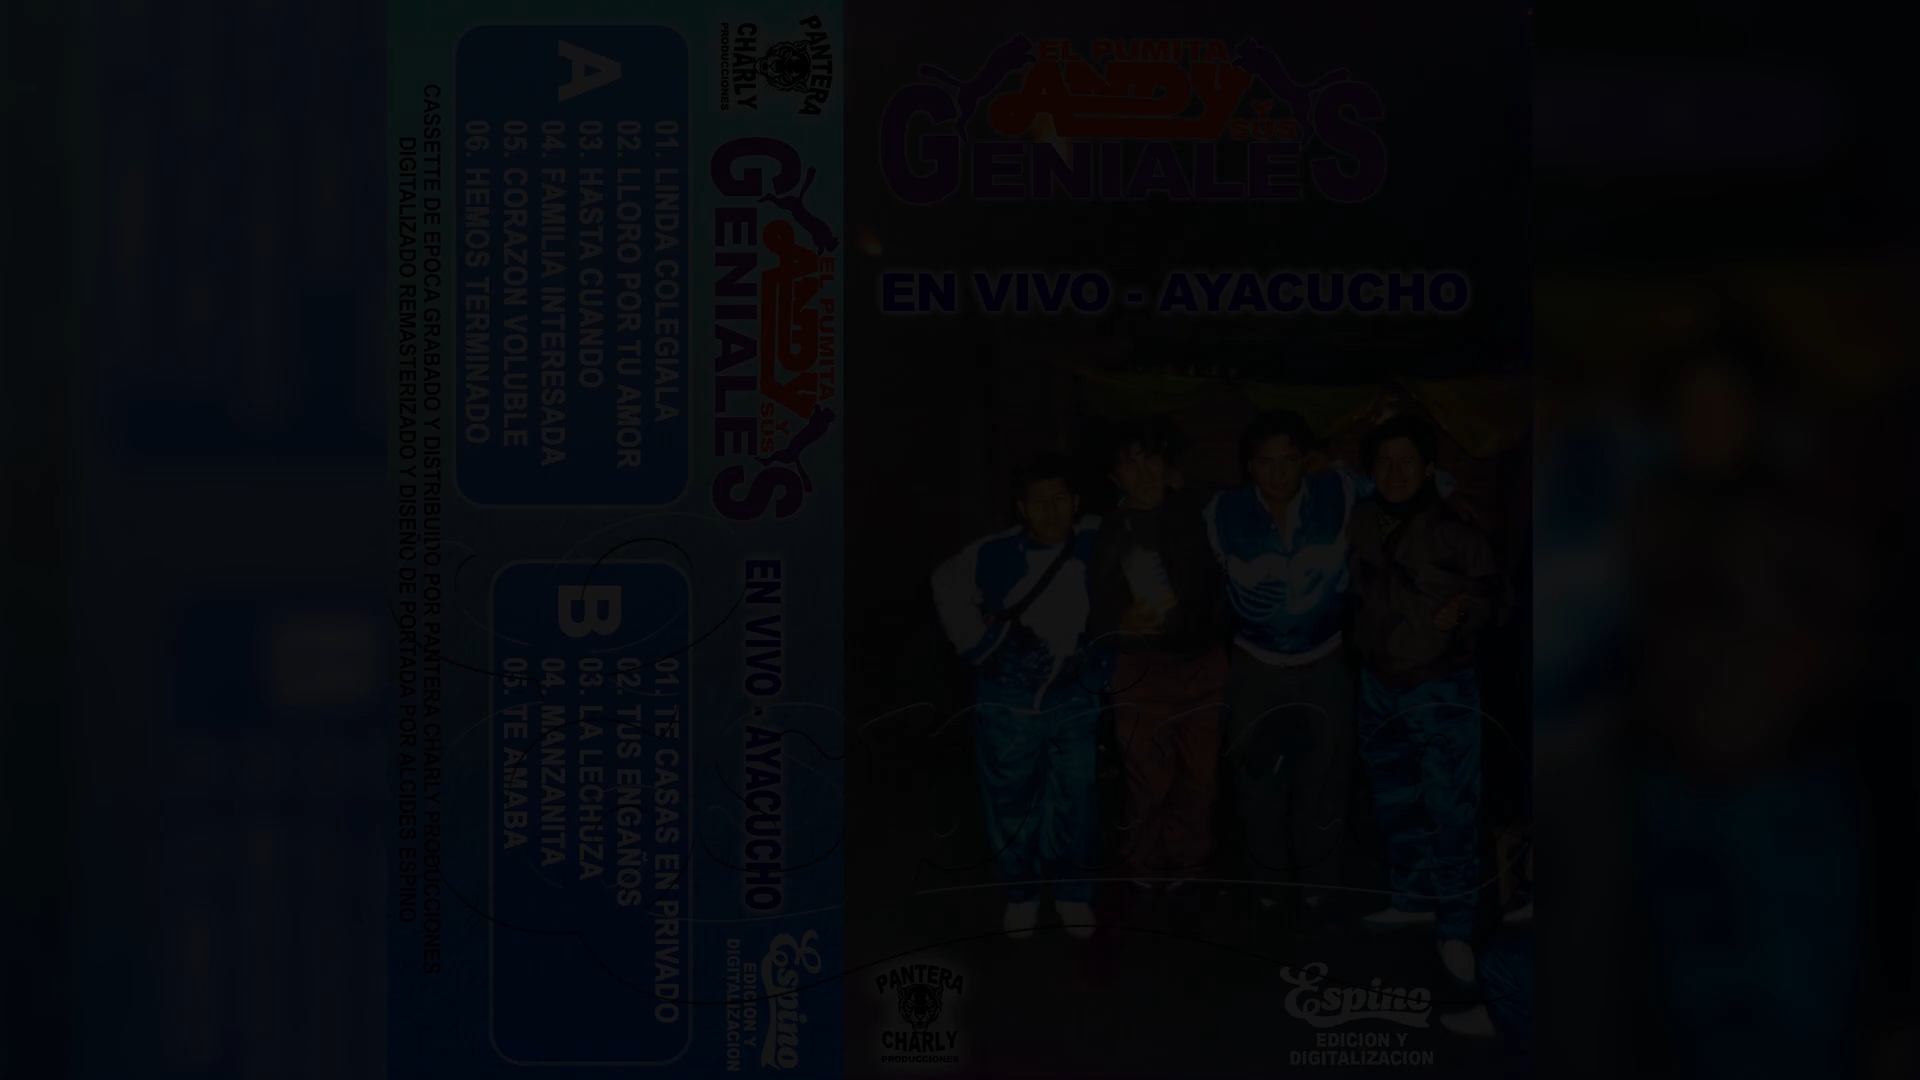 CASSETTE DE EPOCA GRABADO Y DISTRIBUIDO POR PANTERA CHARLY PRODUCCIONES
DIGITALIZADO REMASTERIZADO Y DISEÑO DE PORTADA POR ALCIDES ESPINO
A
01. LINDA COLEGIALA
02. LLORO POR TU AMOR
03. HASTA CUANDO
04. FAMILIA INTERESADA
05. CORAZON VOLUBLE
06. HEMOS TERMINADO
B
01. TE CASAS EN PRIVADO
02. TUS ENGAÑOS
03. LA LECHUZA
04. MANZANITA
05. TE AMABA
PANTERA
CHARLY
PRODUCCIONES
EL PUMITA
ANDY
Y SUS
GENIALES
EN VIVO - AYACUCHO
Espino
EDICION Y
DIGITALIZACION
EL PUMITA
ANDY
Y SUS
GENIALES
EN VIVO - AYACUCHO
PANTERA
CHARLY
PRODUCCIONES
Espino
EDICION Y
DIGITALIZACION